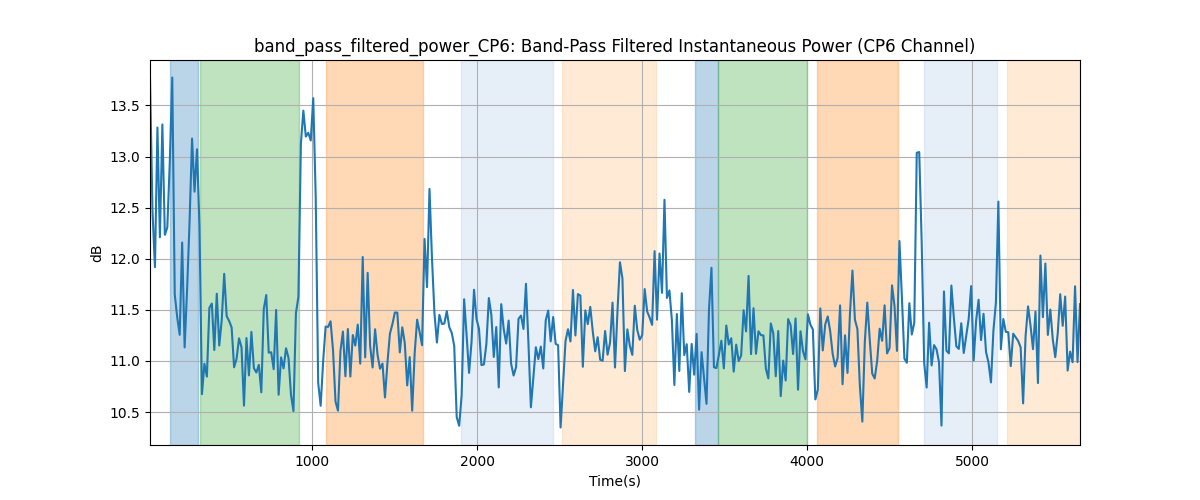 band_pass_filtered_power_CP6: Band-Pass Filtered Instantaneous Power (CP6 Channel)
13.5
13.0
12.5
12.0
11.5
11.0
10.5
dB
1000 2000 3000 4000 5000
Time(s)